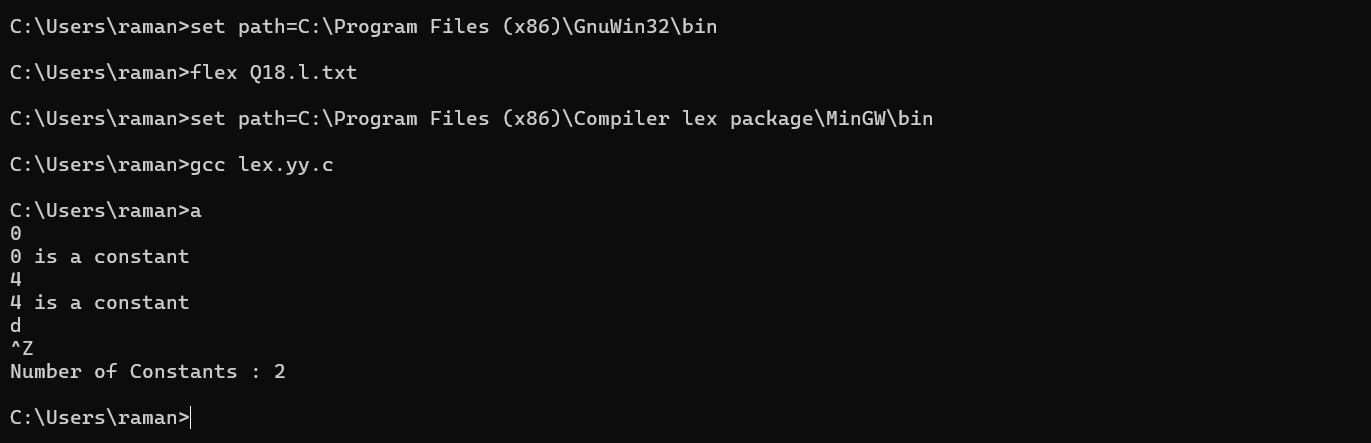 C:\Users\raman>set path=C:\Program Files (x86)\GnuWin32\bin
C:\Users\raman>flex Q18.l.txt
C:\Users\raman>set path=C:\Program Files (x86)\Compiler lex package\MinGW\bin
C:\Users\raman>gcc lex.yy.c
C:\Users\raman>a
0
0 is a constant
4
4 is a constant
d
^Z
Number of Constants : 2
C:\Users\raman>